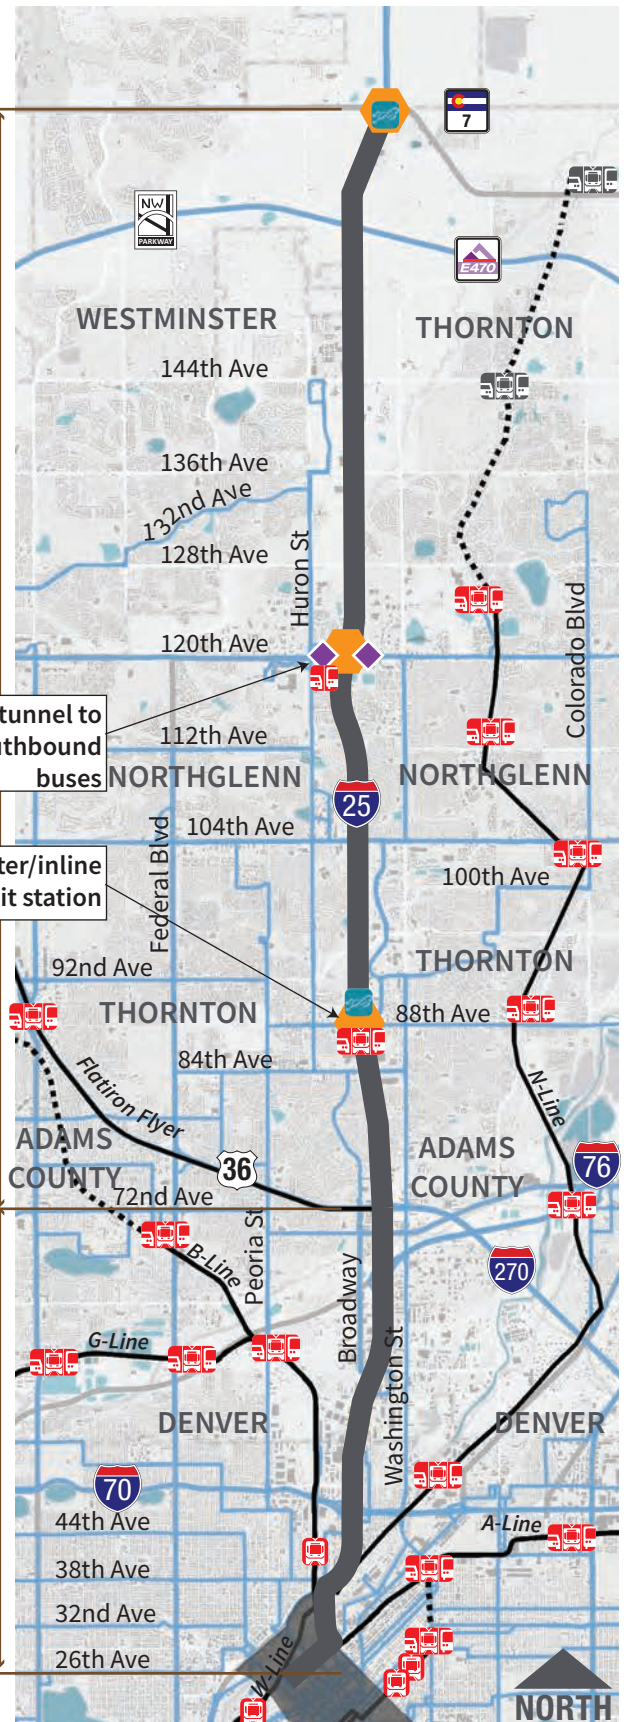 7
NW
PARKWAY
E470
WESTMINSTER
THORNTON
144th Ave
136th Ave
132nd Ave
128th Ave
Huron St
Colorado Blvd
120th Ave
tunnel to
112th Ave
buses
NORTHGLENN
NORTHGLENN
25
104th Ave
Federal Blvd
100th Ave
it station
92nd Ave
THORNTON
THORNTON
88th Ave
84th Ave
Flatiron Flyer
N-Line
ADAMS
COUNTY
ADAMS
COUNTY
36
76
72nd Ave
B-Line
Peoria St
270
Broadway
G-Line
Washington St
DENVER
DENVER
70
44th Ave
A-Line
38th Ave
32nd Ave
26th Ave
W-Line
NORTH